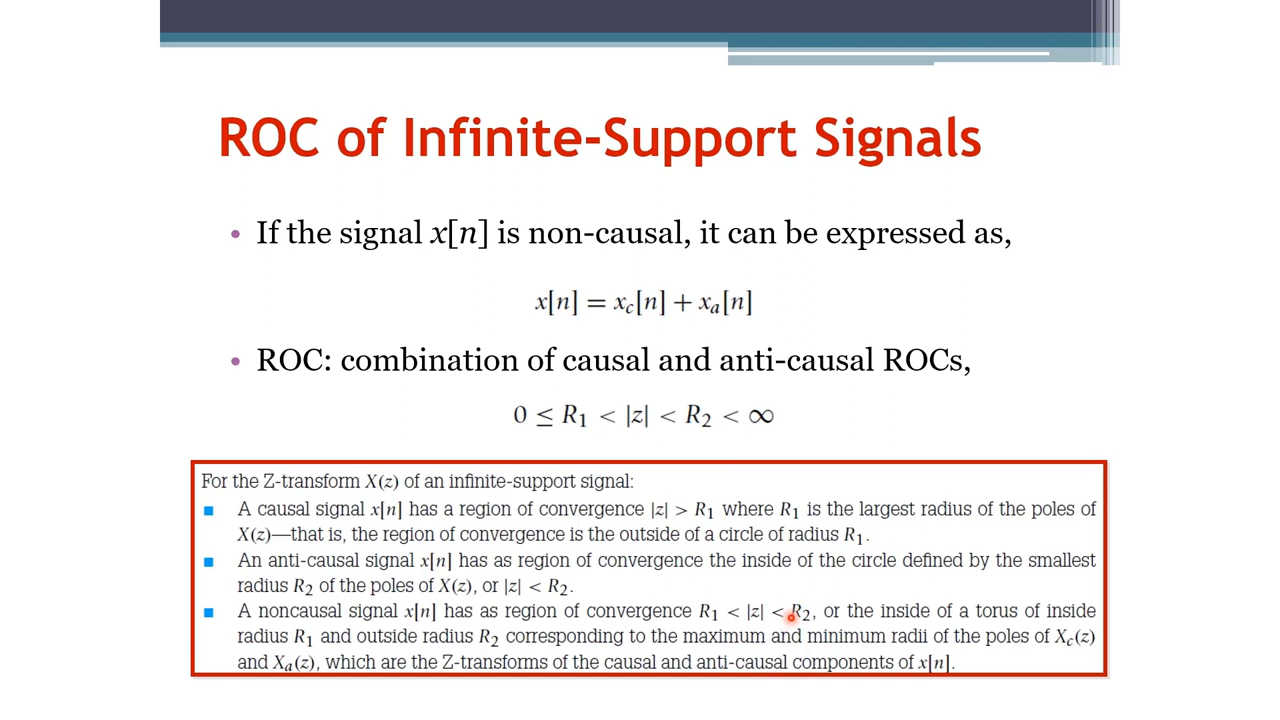 ROC of Infinite-Support Signals
• If the signal x[n] is non-causal, it can be expressed as,
x[n] = x_c[n] + x_a[n]
• ROC: combination of causal and anti-causal ROCs,
0 ≤ R₁ < |z| < R₂ < ∞
For the Z-transform X(z) of an infinite-support signal:
■ A causal signal x[n] has a region of convergence |z| > R₁ where R₁ is the largest radius of the poles of
X(z)—that is, the region of convergence is the outside of a circle of radius R₁.
■ An anti-causal signal x[n] has as region of convergence the inside of the circle defined by the smallest
radius R₂ of the poles of X(z), or |z| < R₂.
■ A noncausal signal x[n] has as region of convergence R₁ < |z| < R₂, or the inside of a torus of inside
radius R₁ and outside radius R₂ corresponding to the maximum and minimum radii of the poles of X_c(z)
and X_a(z), which are the Z-transforms of the causal and anti-causal components of x[n].